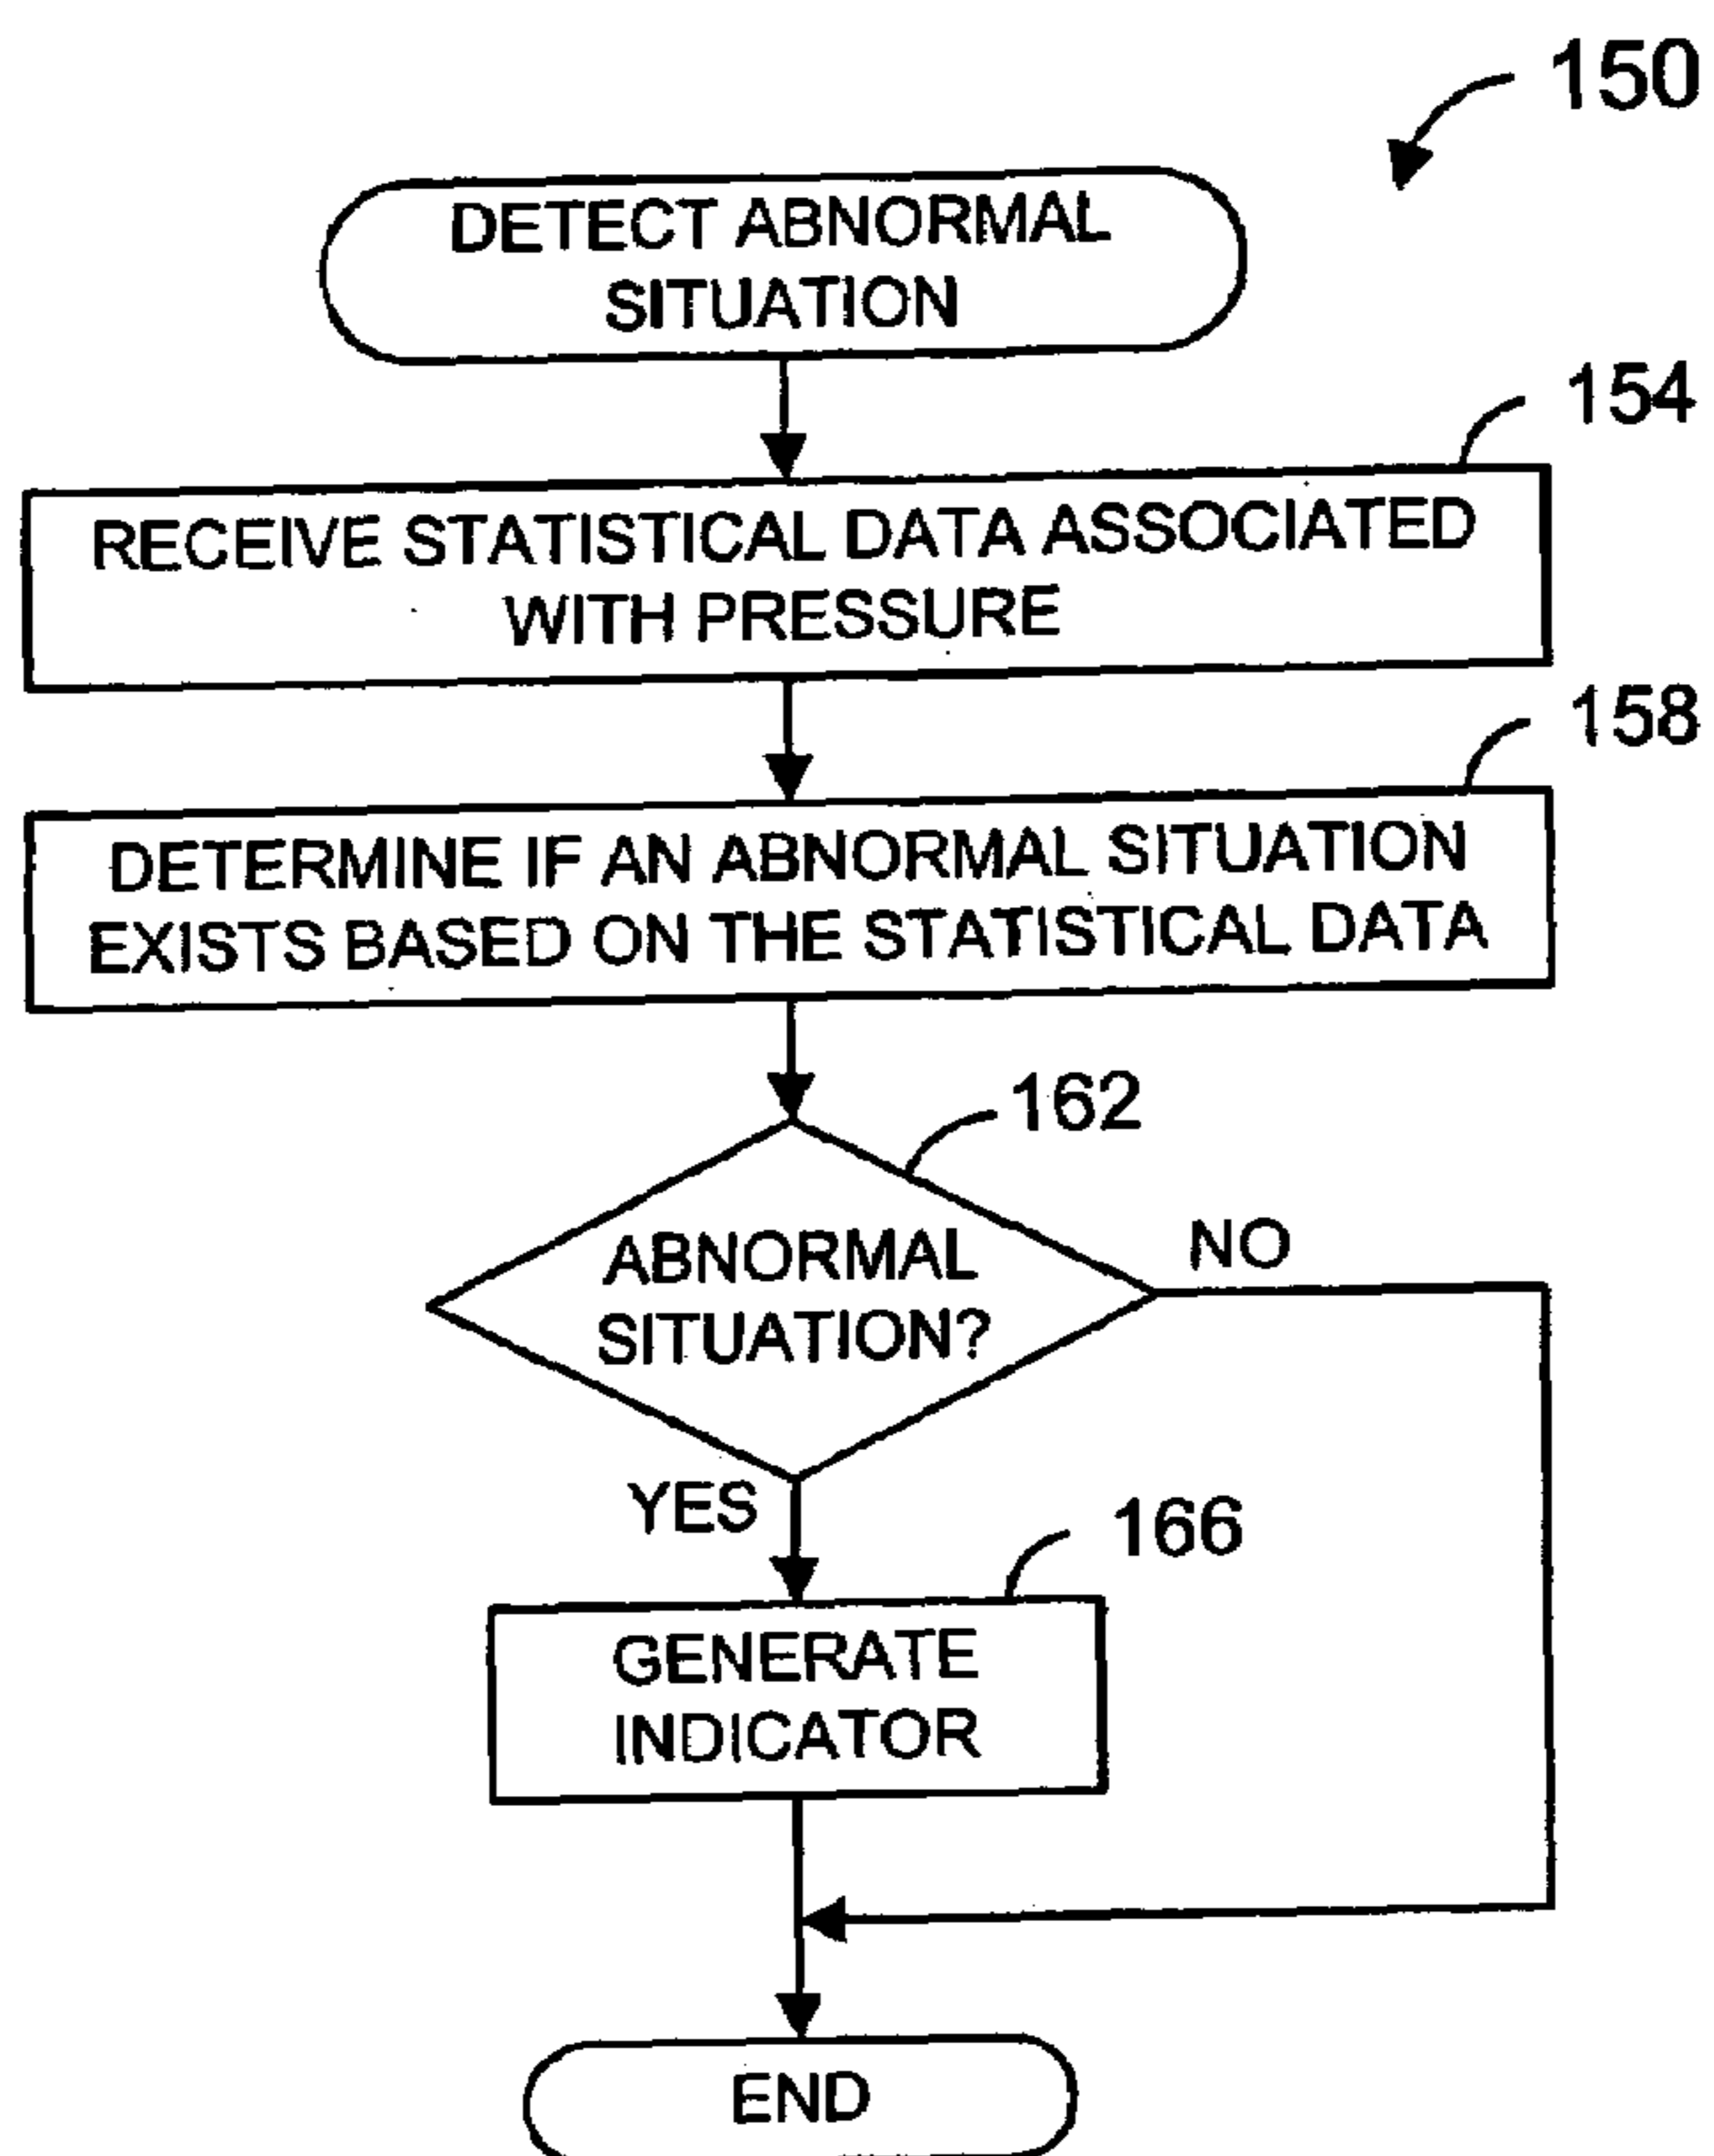 150
DETECT ABNORMAL
SITUATION
154
RECEIVE STATISTICAL DATA ASSOCIATED
WITH PRESSURE
158
DETERMINE IF AN ABNORMAL SITUATION
EXISTS BASED ON THE STATISTICAL DATA
162
ABNORMAL
SITUATION?
NO
YES
166
GENERATE
INDICATOR
END